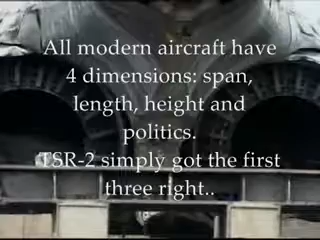 All modern aircraft have
4 dimensions: span,
length, height and
politics.
TSR-2 simply got the first
three right..